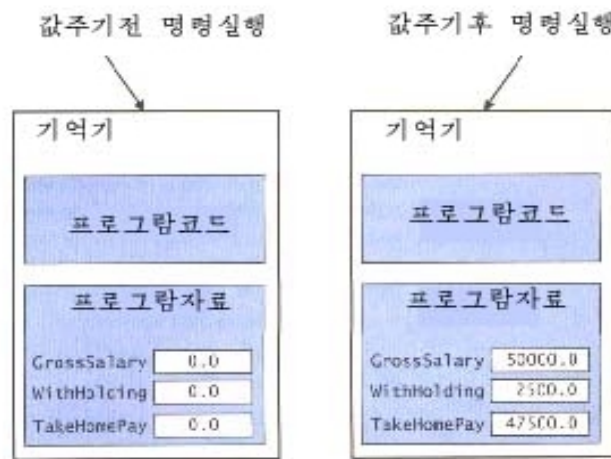 값주기전 명령실행
값주기후 명령실행
기억기
프로그람코드
프로그람자료
GrossSalary 0.0
WithHolding 0.0
TakeHomePay 0.0
기억기
프로그람코드
프로그람자료
GrossSalary 50000.0
WithHolding 2500.0
TakeHomePay 47500.0